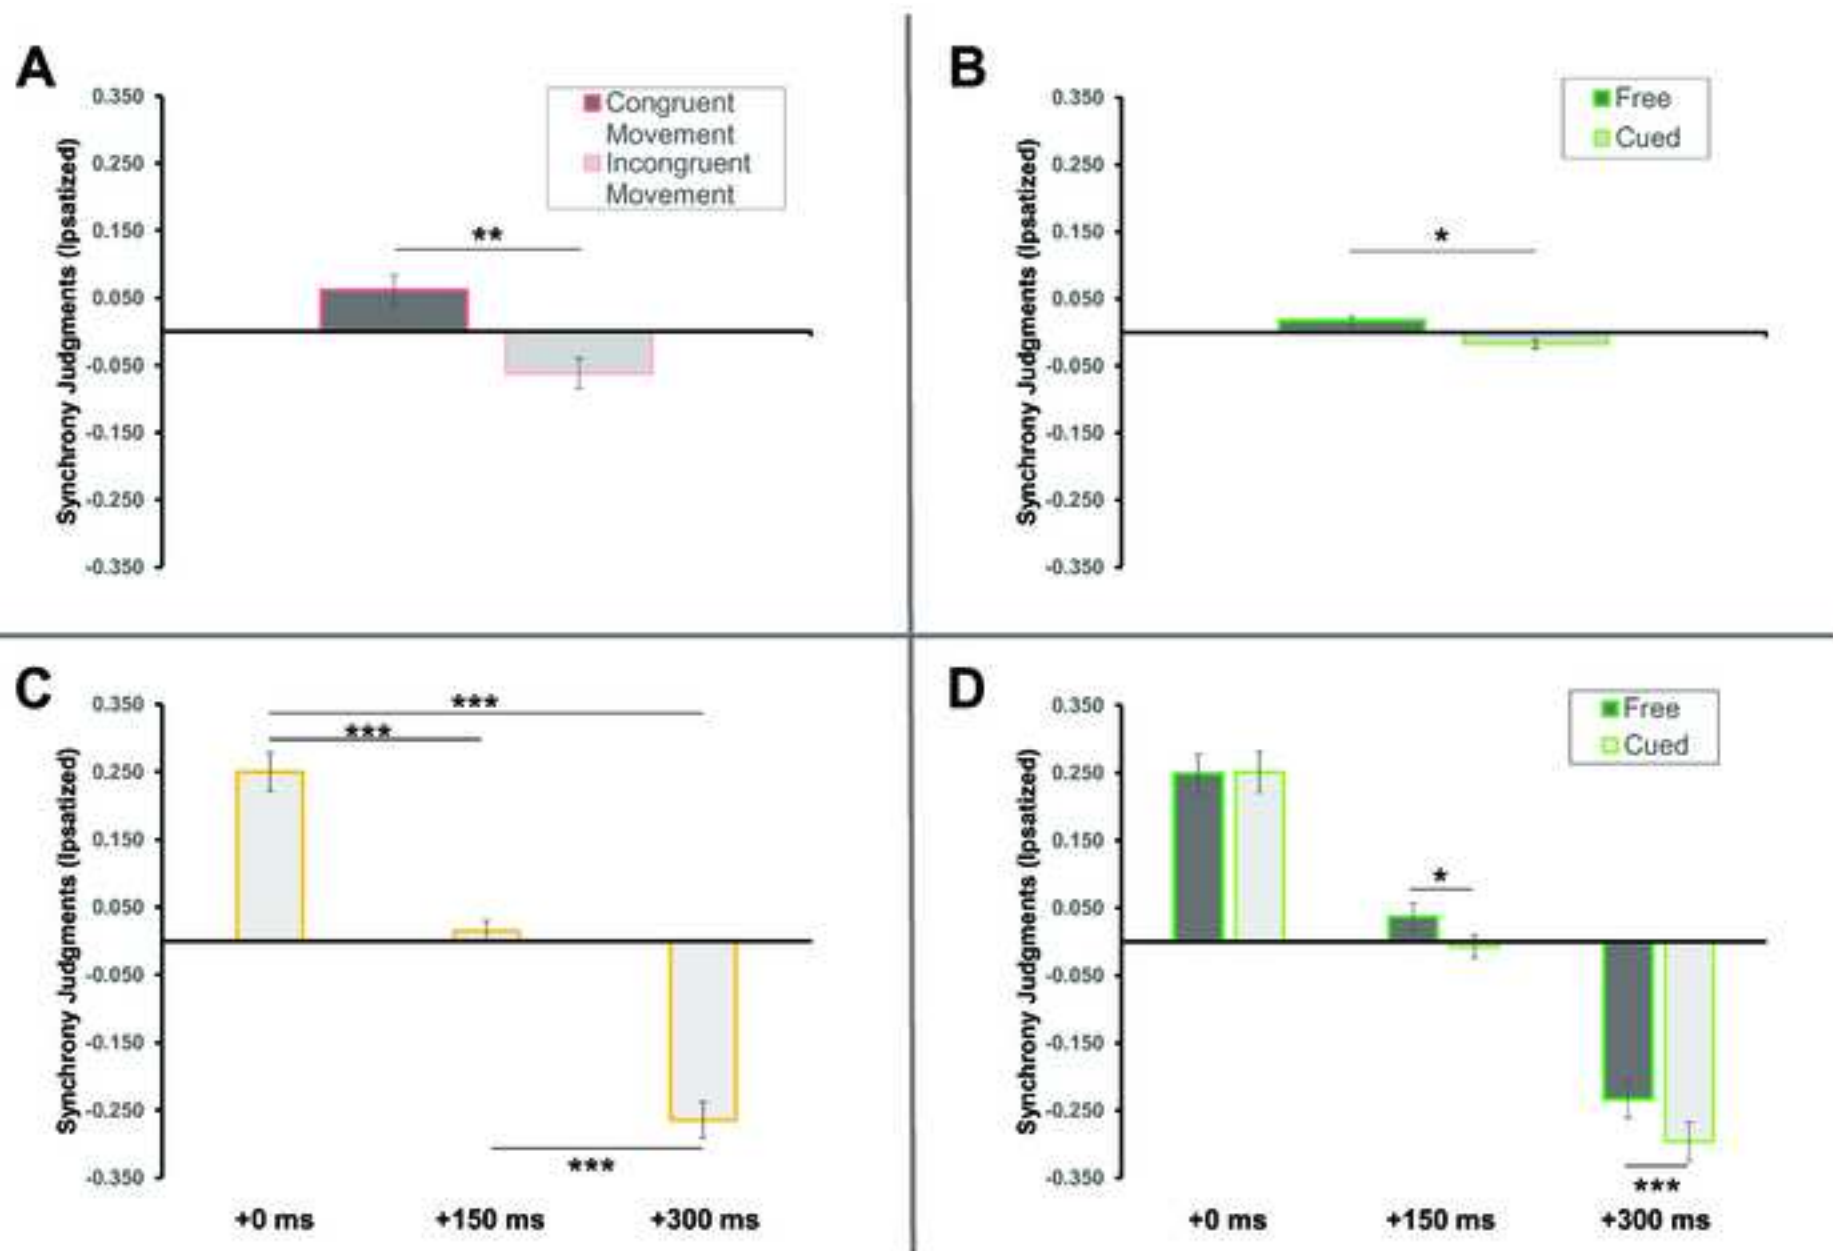 A
Synchrony Judgments (Ipsatized)
0.350
0.250
0.150
0.050
-0.050
-0.150
-0.250
-0.350
Congruent
Movement
Incongruent
Movement
**
B
Synchrony Judgments (Ipsatized)
0.350
0.250
0.150
0.050
-0.050
-0.150
-0.250
-0.350
Free
Cued
*
C
Synchrony Judgments (Ipsatized)
0.350
0.250
0.150
0.050
-0.050
-0.150
-0.250
-0.350
***
***
***
+0 ms
+150 ms
+300 ms
D
Synchrony Judgments (Ipsatized)
0.350
0.250
0.150
0.050
-0.050
-0.150
-0.250
-0.350
Free
Cued
*
***
+0 ms
+150 ms
+300 ms